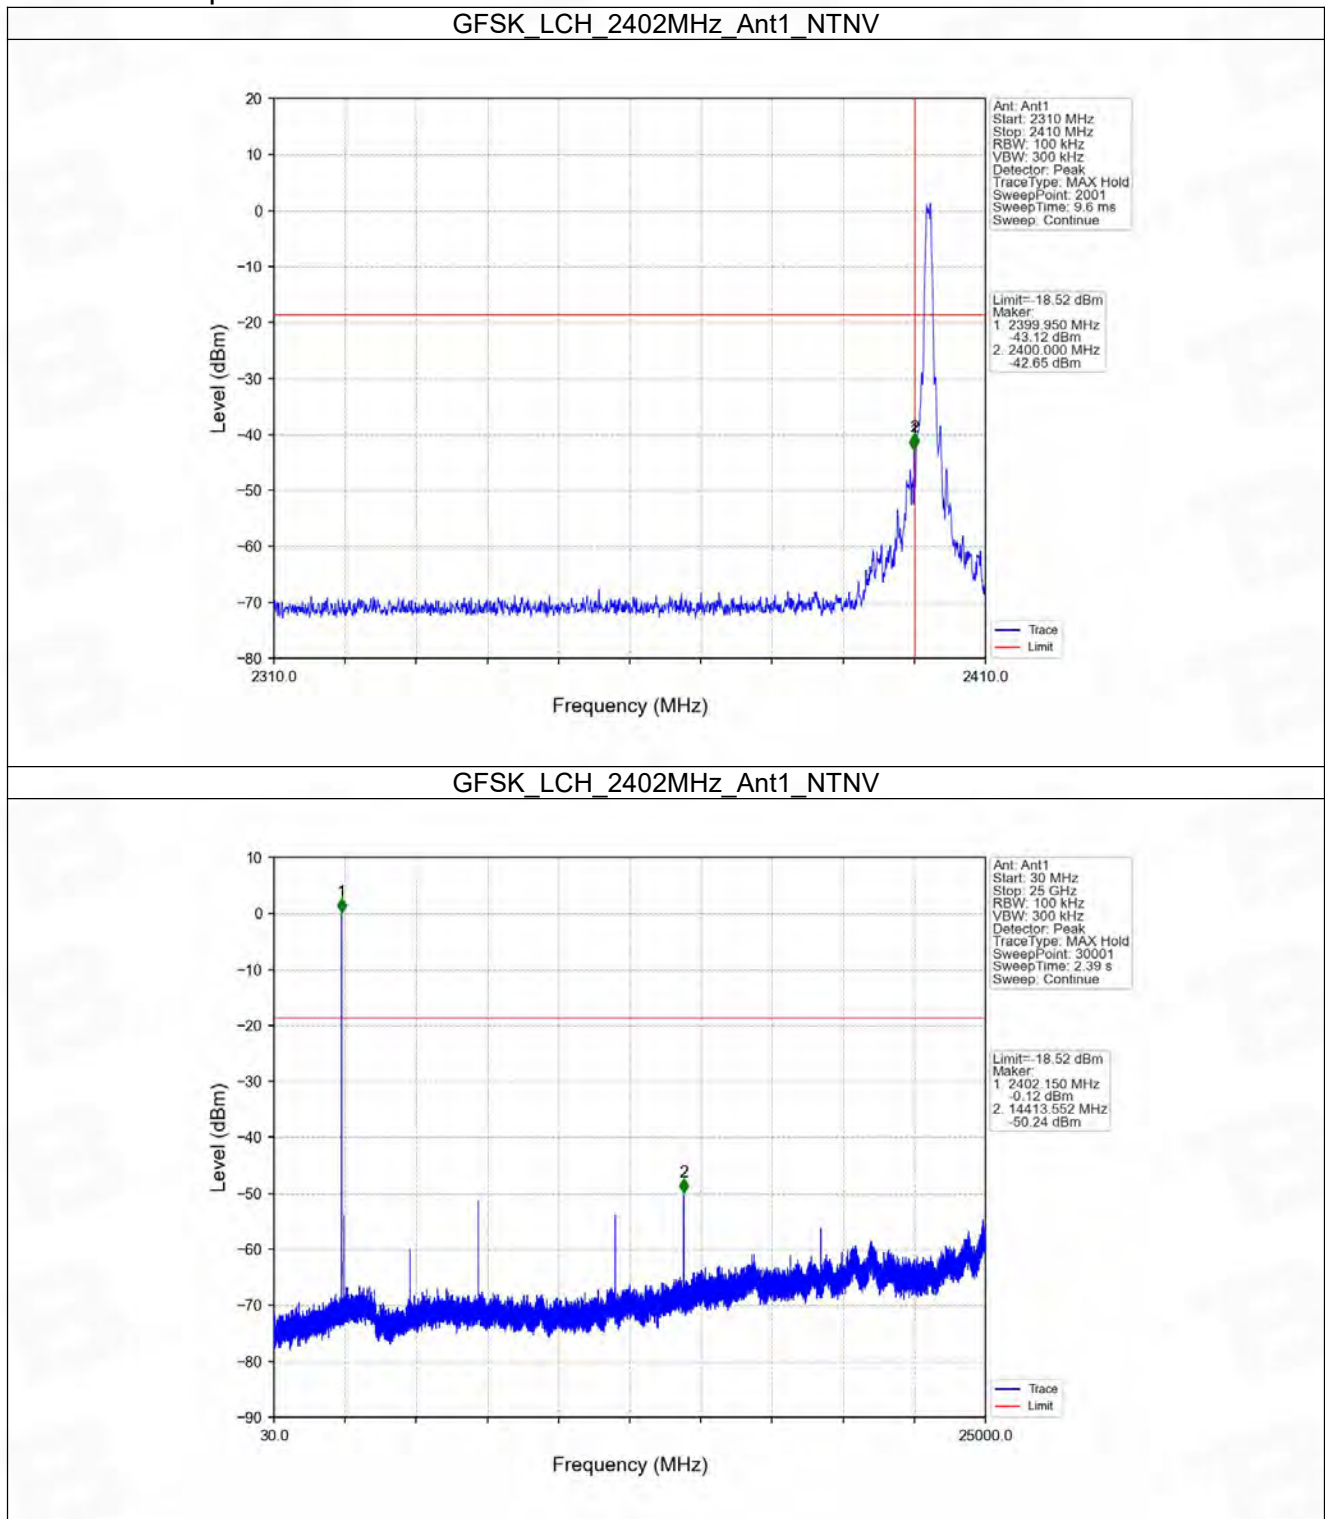 GFSK_LCH_2402MHz_Ant1_NTNV
20
10
0
−10
−20
−30
−40
−50
−60
−70
−80
Level (dBm)
2310.0
2410.0
Frequency (MHz)
2
Ant: Ant1
Start: 2310 MHz
Stop: 2410 MHz
RBW: 100 kHz
VBW: 300 kHz
Detector: Peak
TraceType: MAX Hold
SweepPoint: 2001
SweepTime: 9.6 ms
Sweep: Continue
Limit=-18.52 dBm
Maker:
1. 2399.950 MHz
-43.12 dBm
2. 2400.000 MHz
-42.65 dBm
Trace
Limit
GFSK_LCH_2402MHz_Ant1_NTNV
10
0
−10
−20
−30
−40
−50
−60
−70
−80
−90
Level (dBm)
30.0
25000.0
Frequency (MHz)
1
2
Ant: Ant1
Start: 30 MHz
Stop: 25 GHz
RBW: 100 kHz
VBW: 300 kHz
Detector: Peak
TraceType: MAX Hold
SweepPoint: 30001
SweepTime: 2.39 s
Sweep: Continue
Limit=-18.52 dBm
Maker:
1. 2402.150 MHz
-0.12 dBm
2. 14413.552 MHz
-50.24 dBm
Trace
Limit